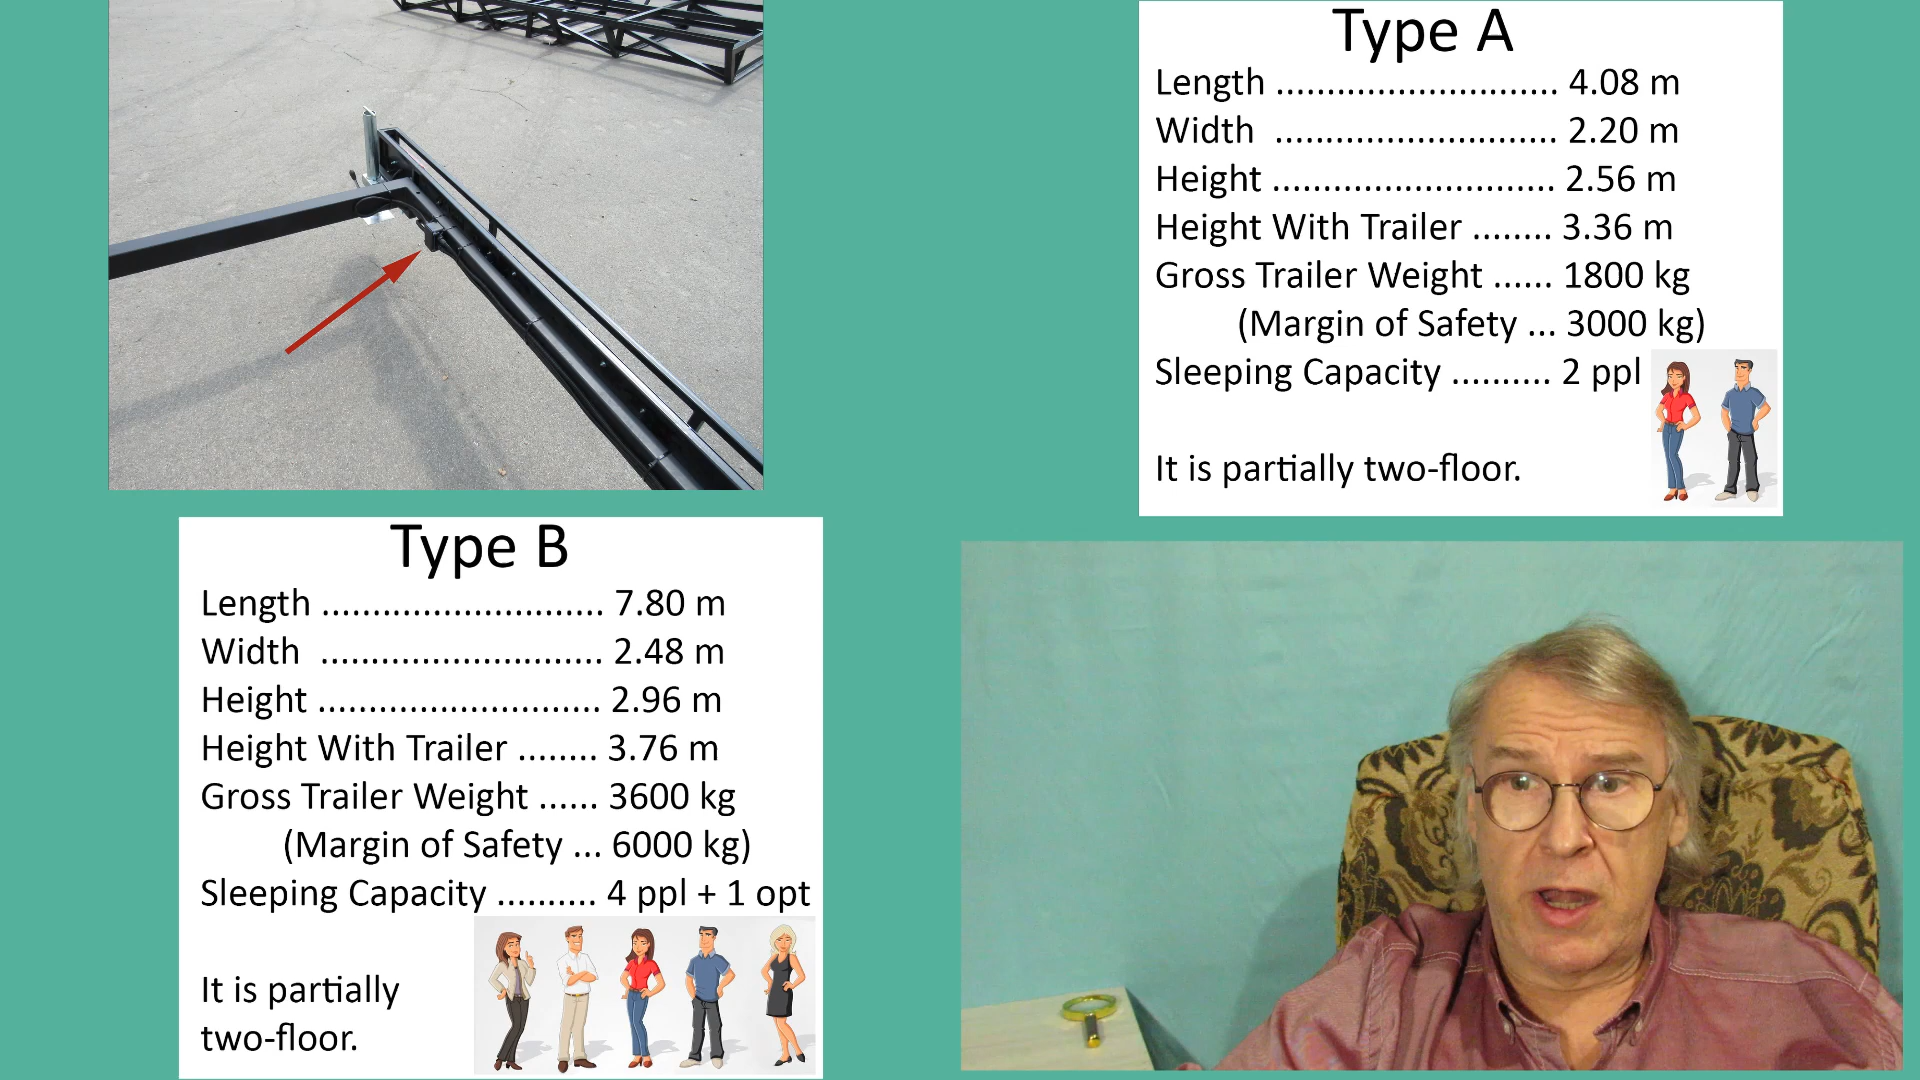 Type A
Length ............................ 4.08 m
Width ............................ 2.20 m
Height ............................ 2.56 m
Height With Trailer ........ 3.36 m
Gross Trailer Weight ...... 1800 kg
(Margin of Safety ... 3000 kg)
Sleeping Capacity .......... 2 ppl
It is partially two-floor.
Type B
Length ............................ 7.80 m
Width ............................ 2.48 m
Height ............................ 2.96 m
Height With Trailer ........ 3.76 m
Gross Trailer Weight ...... 3600 kg
(Margin of Safety ... 6000 kg)
Sleeping Capacity .......... 4 ppl + 1 opt
It is partially
two-floor.